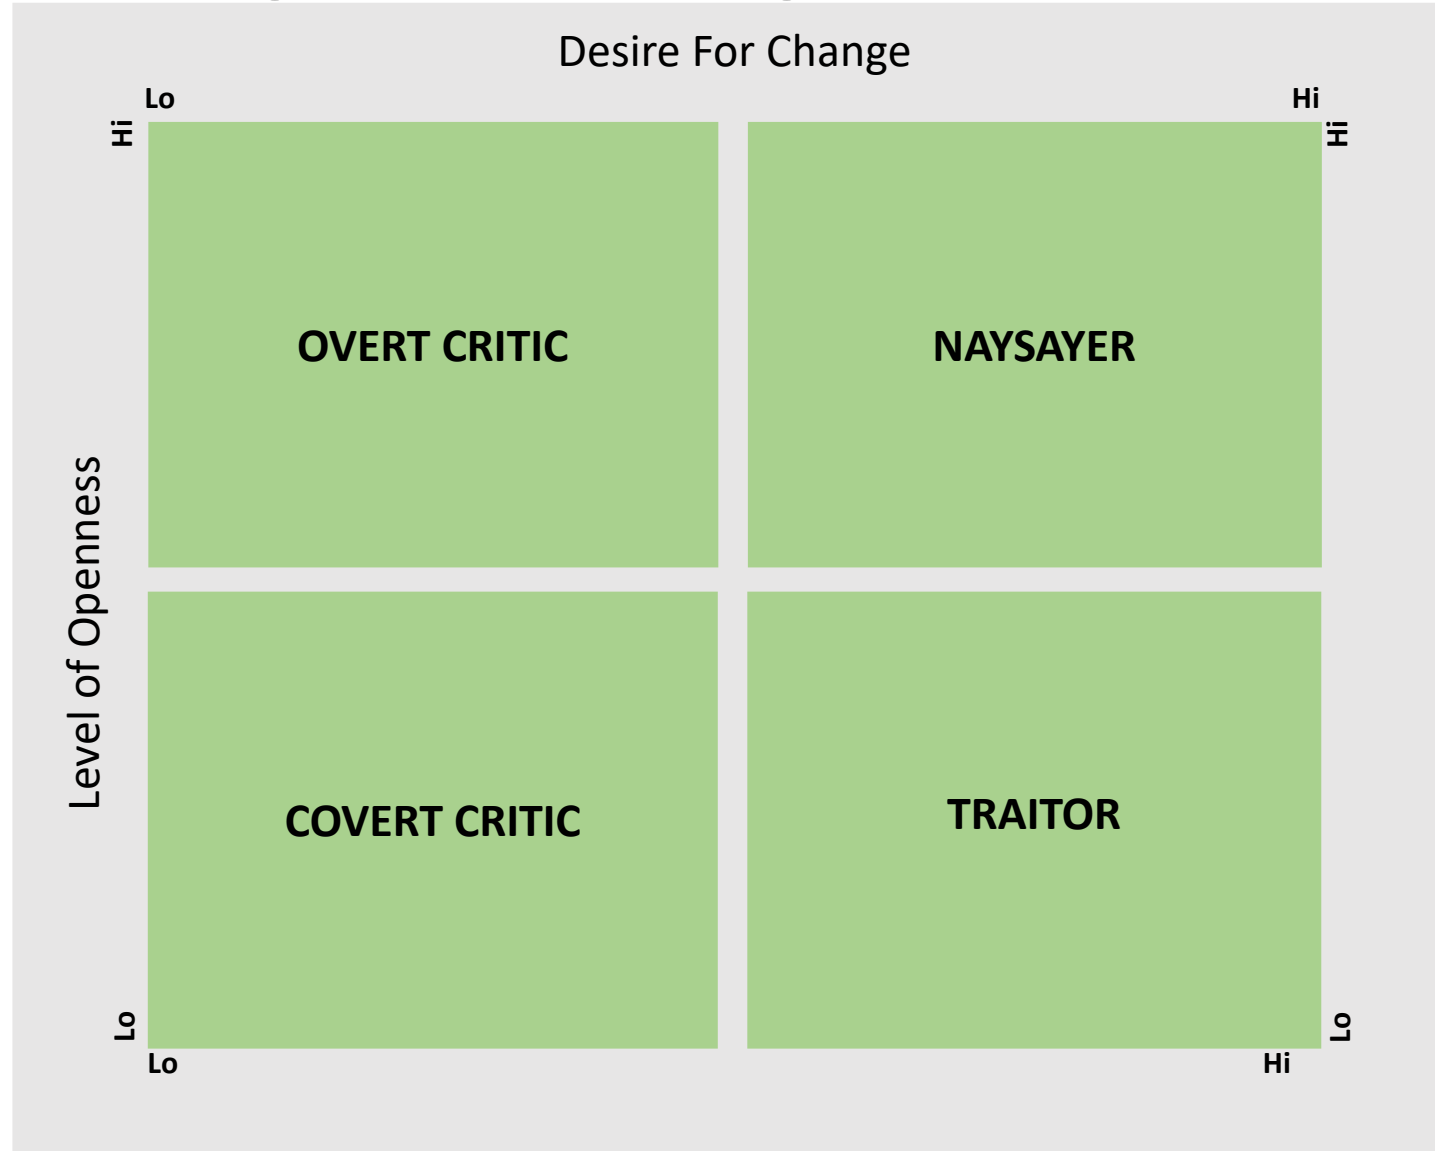 Desire For Change
Lo
Hi
Hi
Hi
OVERT CRITIC
NAYSAYER
Level of Openness
COVERT CRITIC
TRAITOR
Lo
Lo
Lo
Hi